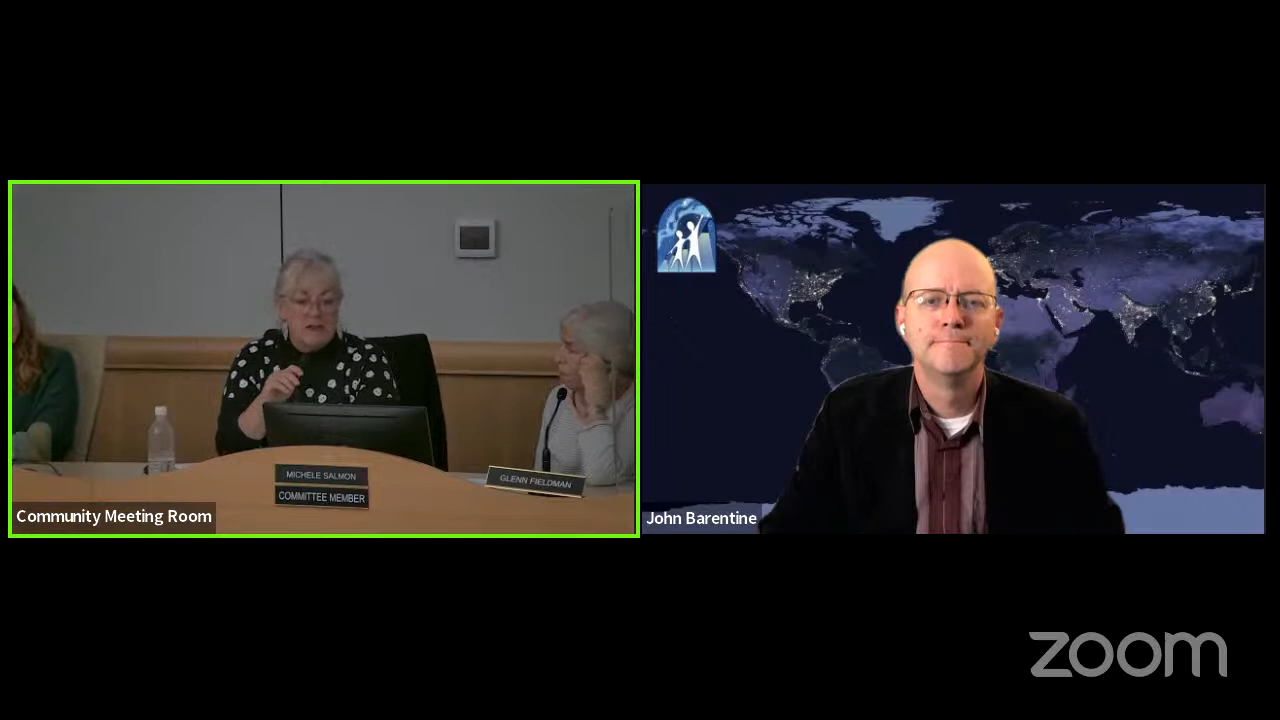 MICHELE SALMON
COMMITTEE MEMBER
GLENN FIELDMAN
Community Meeting Room
John Barentine
zoom